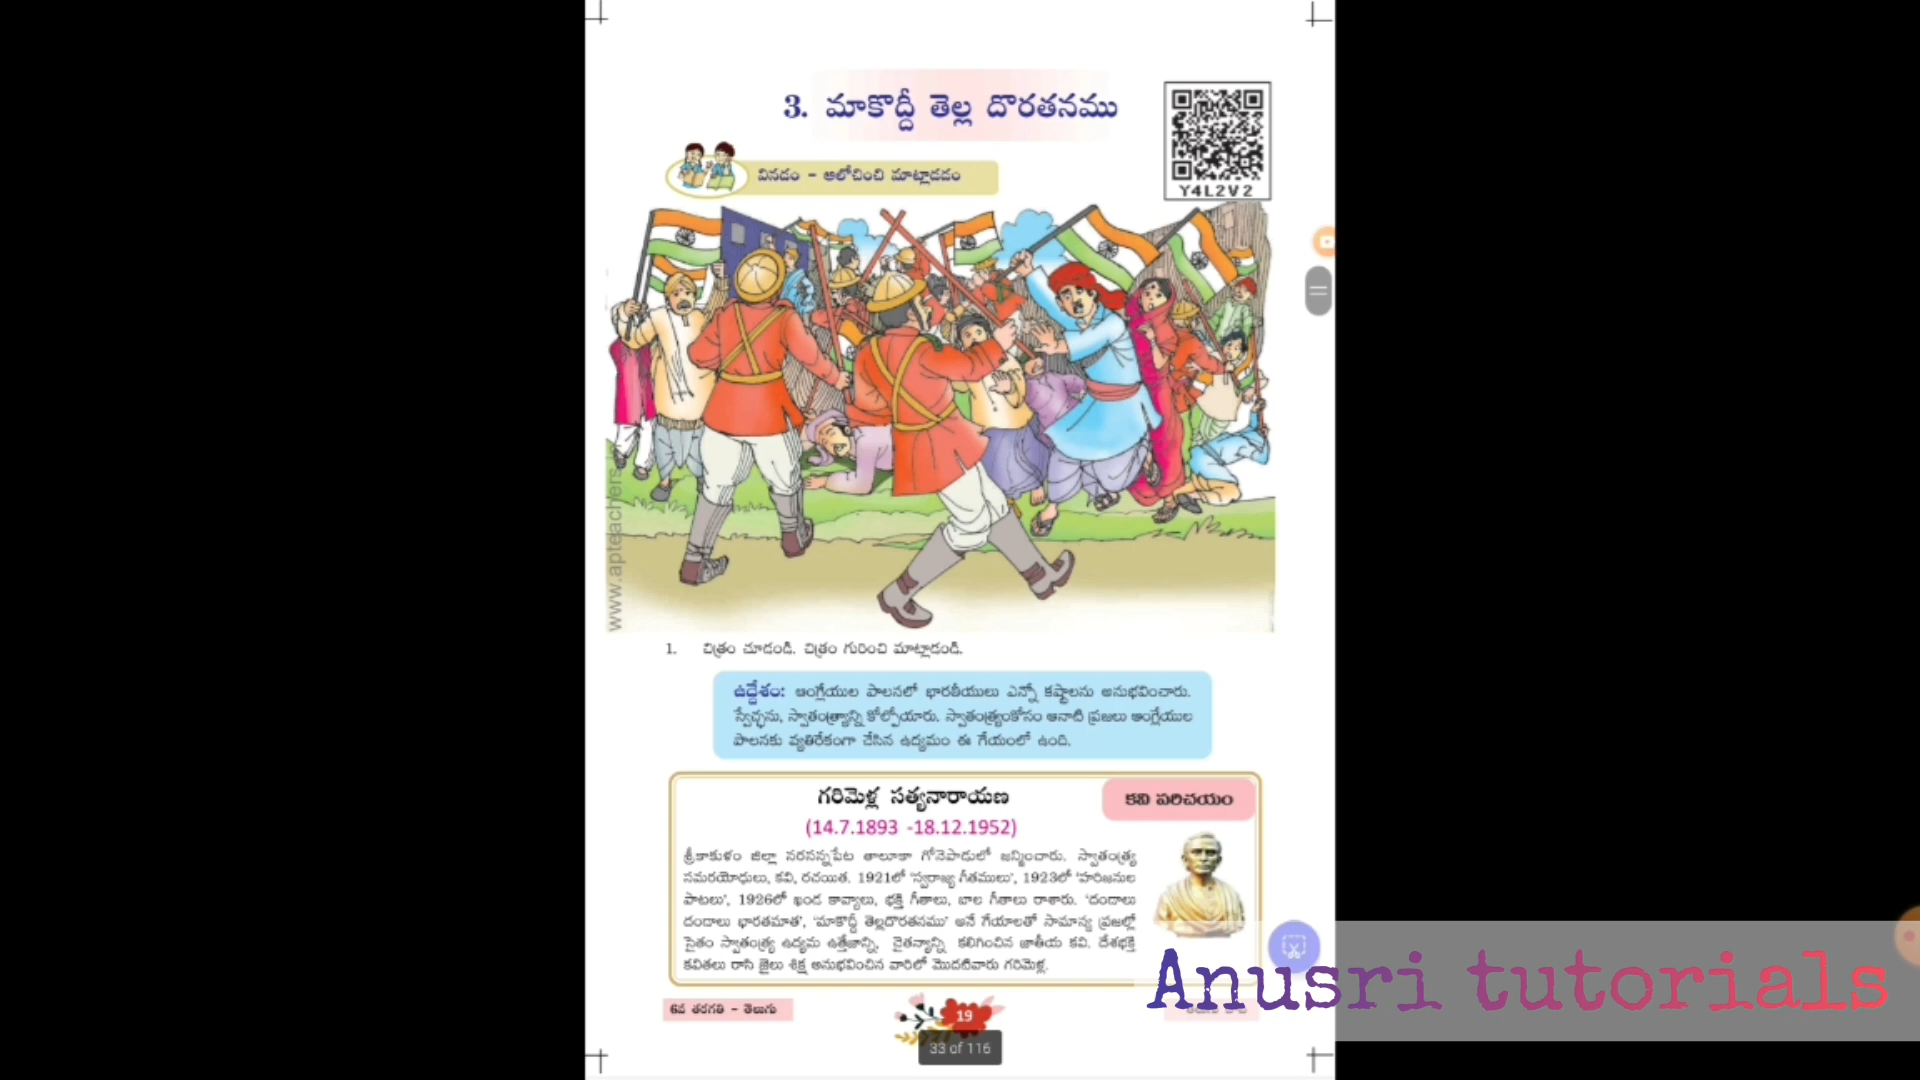 3. మాకొద్దీ తెల్ల దొరతనము
Y4L2V2
వినడం - ఆలోచించి మాట్లాడడం
www.apteachers
1. చిత్రం చూడండి. చిత్రం గురించి మాట్లాడండి.
ఉద్దేశం: ఆంగ్లేయుల పాలనలో భారతీయులు ఎన్నో కష్టాలను అనుభవించారు.
స్వేచ్ఛను, స్వాతంత్ర్యాన్ని కోల్పోయారు. స్వాతంత్ర్యంకోసం ఆనాటి ప్రజలు ఆంగ్లేయుల
పాలనకు వ్యతిరేకంగా చేసిన ఉద్యమం ఈ గేయంలో ఉంది.
గరిమెళ్ల సత్యనారాయణ
కవి పరిచయం
(14.7.1893 -18.12.1952)
శ్రీకాకుళం జిల్లా నరసన్నపేట తాలూకా గోనెపాడులో జన్మించారు. స్వాతంత్ర్య
సమరయోధులు, కవి, రచయిత. 1921లో 'స్వరాజ్య గీతములు', 1923లో 'హరిజనుల
పాటలు', 1926లో ఖండ కావ్యాలు, భక్తి గీతాలు, బాల గీతాలు రాశారు. 'దండాలు
దండాలు భారతమాత', 'మాకొద్దీ తెల్లదొరతనము' అనే గేయాలతో సామాన్య ప్రజల్లో
సైతం స్వాతంత్ర్య ఉద్యమ ఉత్తేజాన్ని, చైతన్యాన్ని కలిగించిన జాతీయ కవి. దేశభక్తి
కవితలు రాసి జైలు శిక్ష అనుభవించిన వారిలో మొదటివారు గరిమెళ్ల.
Anusri tutorials
6వ తరగతి - తెలుగు
19
33 of 116